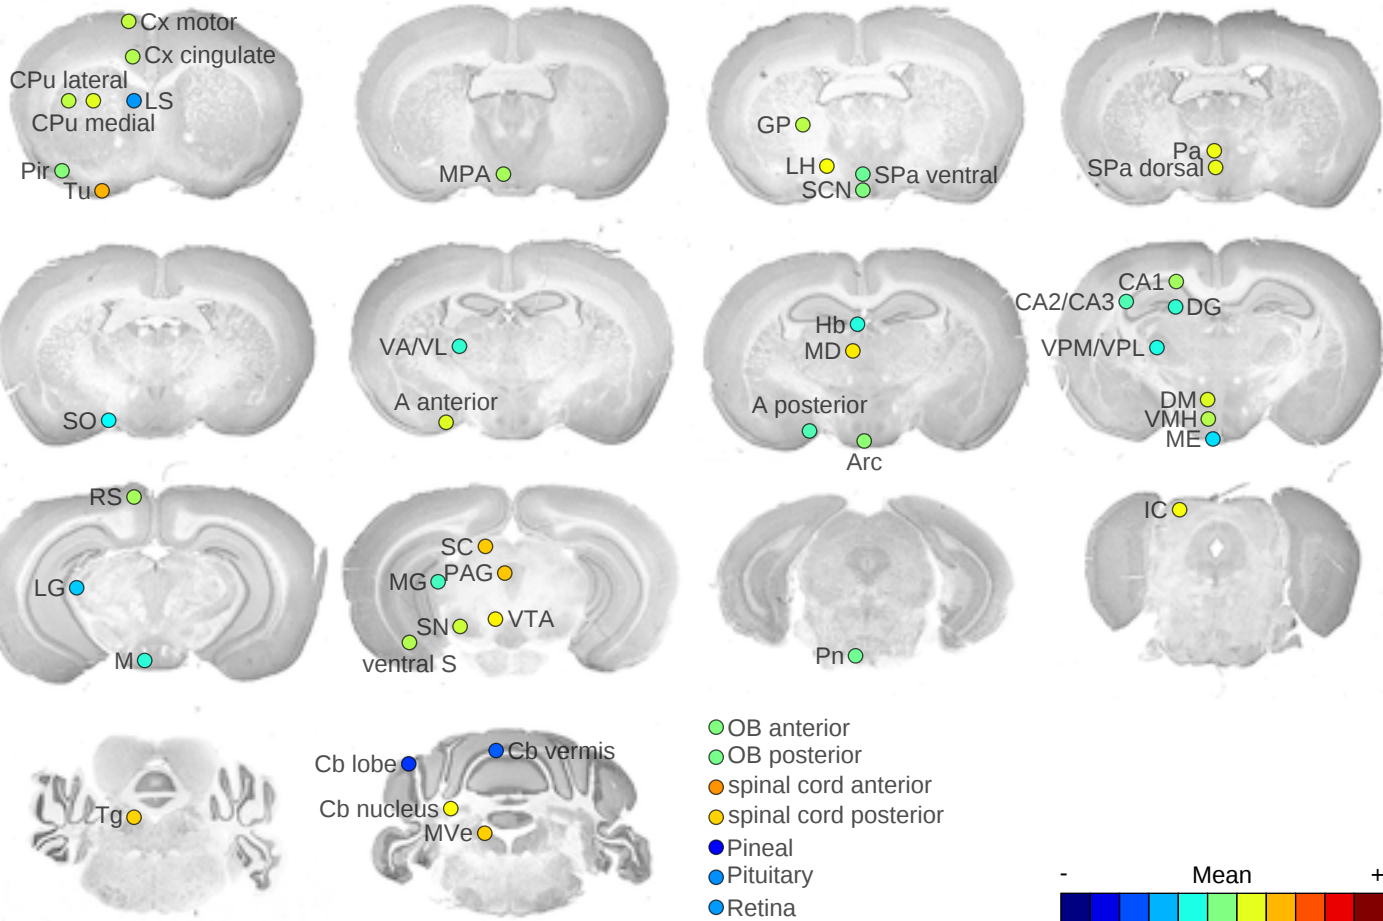 Cx motor
Cx cingulate
CPu lateral
LS
CPu medial
Pir
Tu
MPA
GP
LH
SPa ventral
SCN
Pa
SPa dorsal
SO
VA/VL
A anterior
Hb
MD
A posterior
Arc
CA1
CA2/CA3
DG
VPM/VPL
DM
VMH
ME
RS
LG
M
SC
PAG
MG
VTA
SN
ventral S
Pn
IC
Tg
Cb lobe
Cb vermis
Cb nucleus
MVe
OB anterior
OB posterior
spinal cord anterior
spinal cord posterior
Pineal
Pituitary
Retina
- Mean +